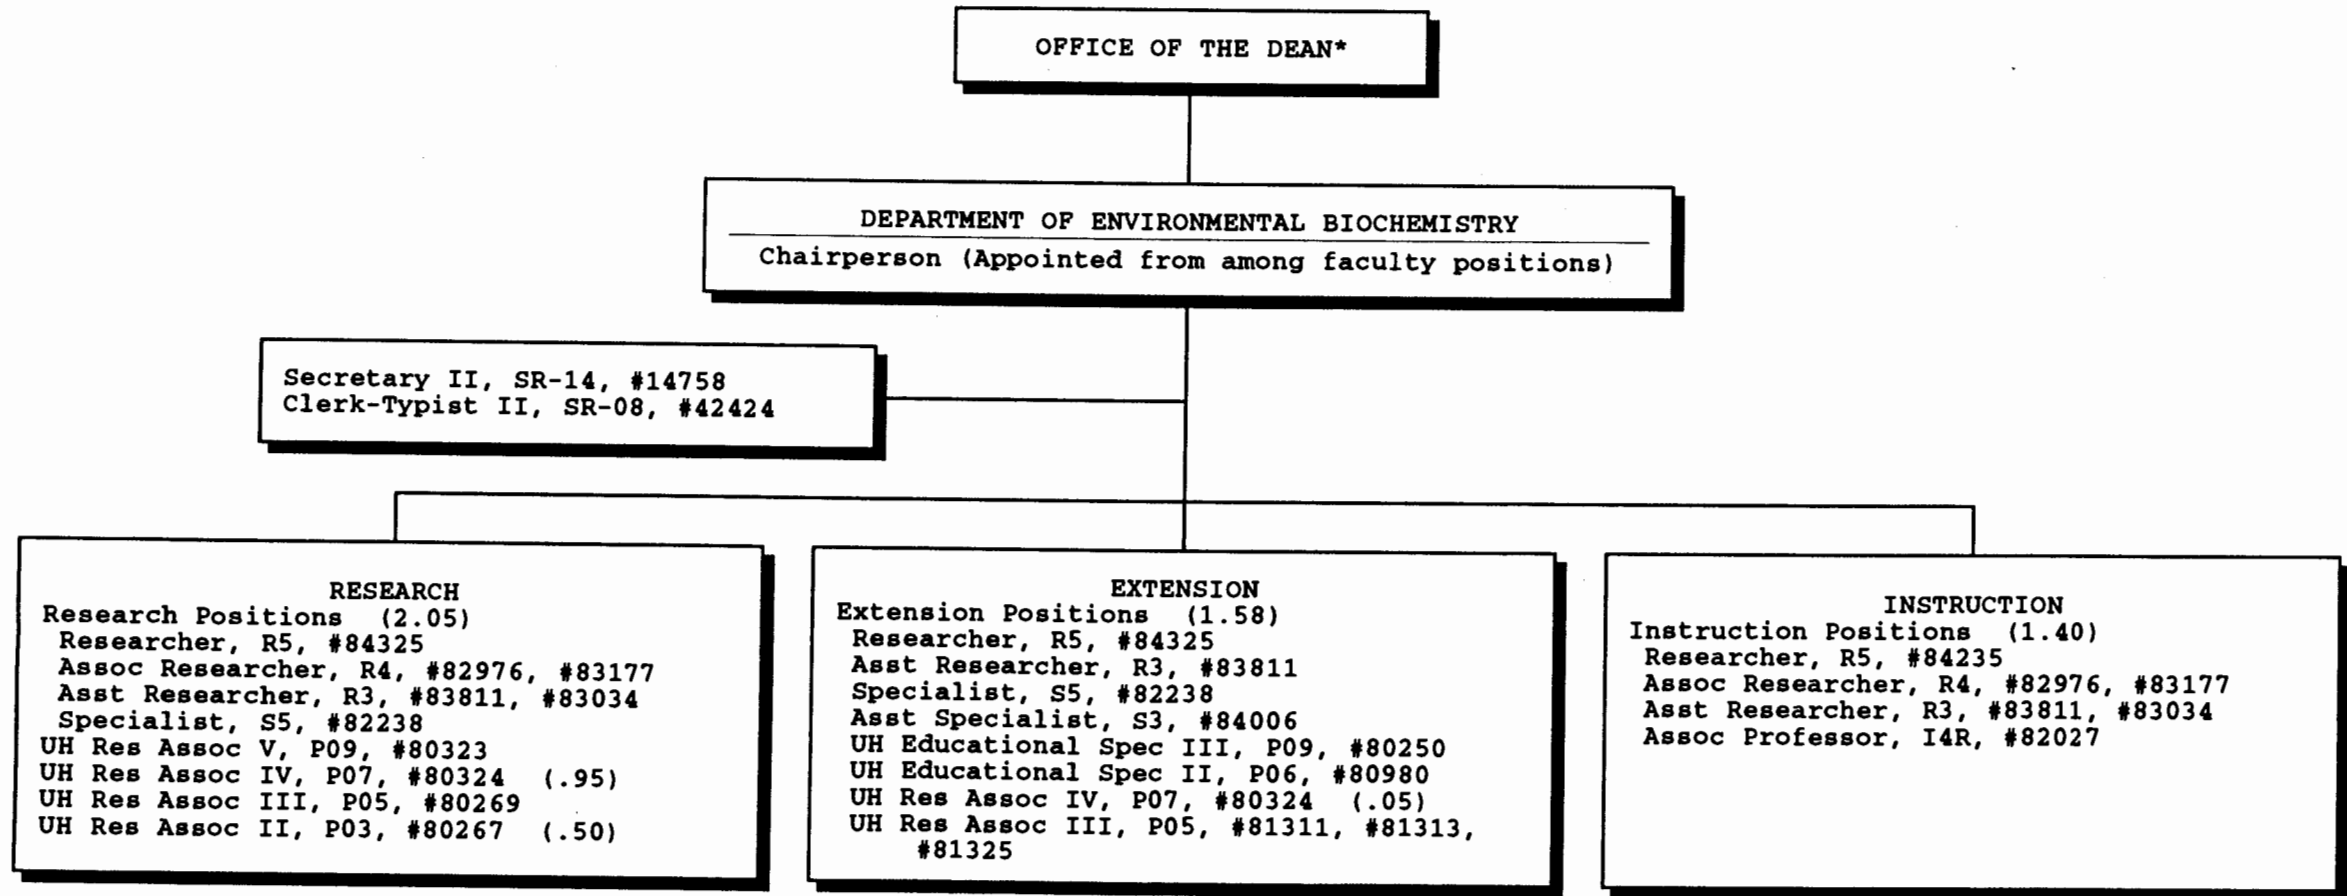 OFFICE OF THE DEAN*
DEPARTMENT OF ENVIRONMENTAL BIOCHEMISTRY
Chairperson (Appointed from among faculty positions)
Secretary II, SR-14, #14758
Clerk-Typist II, SR-08, #42424
RESEARCH
Research Positions (2.05)
Researcher, R5, #84325
Assoc Researcher, R4, #82976, #83177
Asst Researcher, R3, #83811, #83034
Specialist, S5, #82238
UH Res Assoc V, P09, #80323
UH Res Assoc IV, P07, #80324 (.95)
UH Res Assoc III, P05, #80269
UH Res Assoc II, P03, #80267 (.50)
EXTENSION
Extension Positions (1.58)
Researcher, R5, #84325
Asst Researcher, R3, #83811
Specialist, S5, #82238
Asst Specialist, S3, #84006
UH Educational Spec III, P09, #80250
UH Educational Spec II, P06, #80980
UH Res Assoc IV, P07, #80324 (.05)
UH Res Assoc III, P05, #81311, #81313,
#81325
INSTRUCTION
Instruction Positions (1.40)
Researcher, R5, #84235
Assoc Researcher, R4, #82976, #83177
Asst Researcher, R3, #83811, #83034
Assoc Professor, I4R, #82027